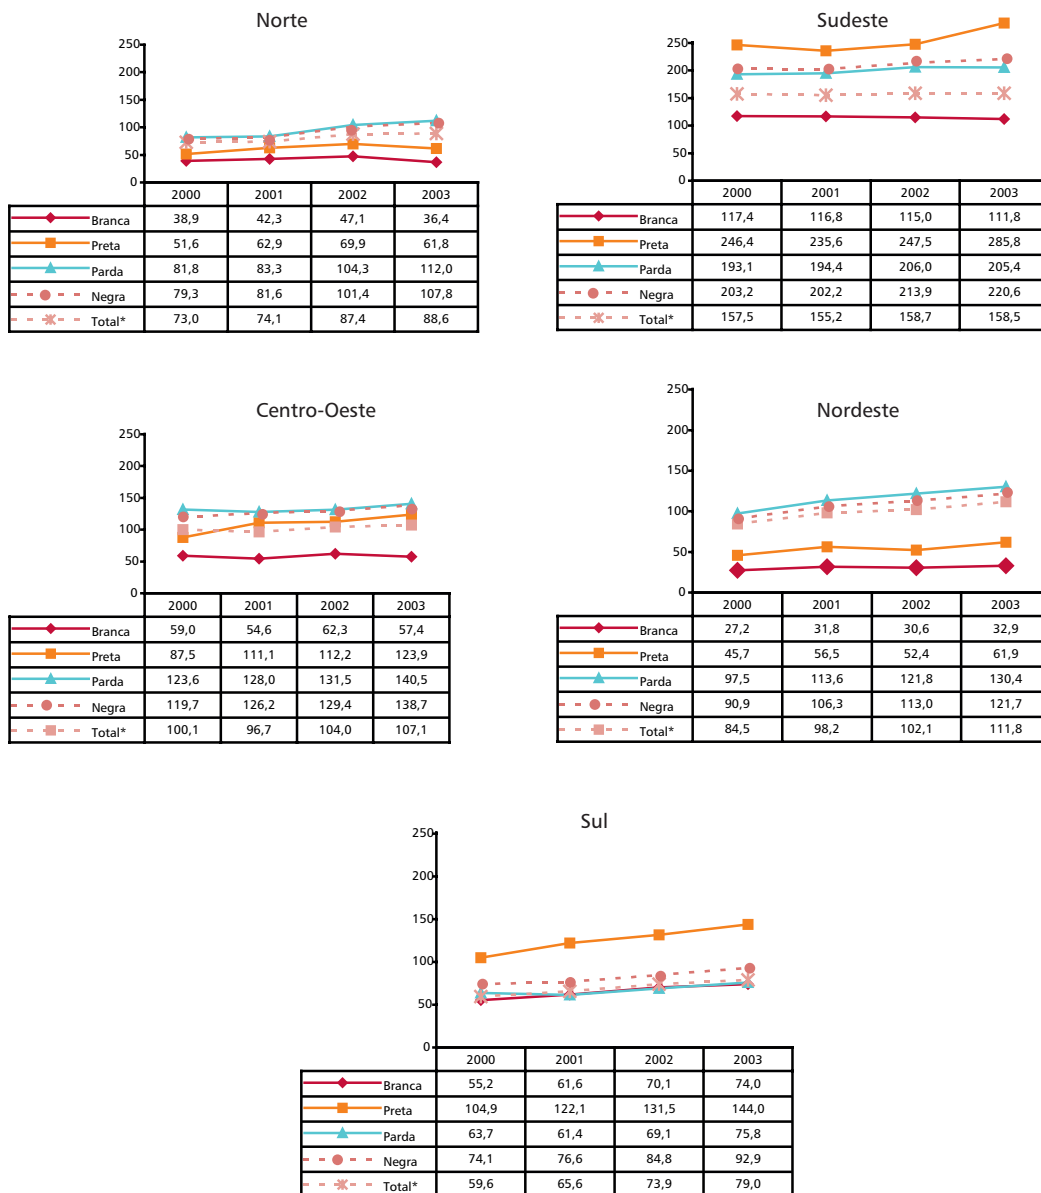 Norte
250
200
150
100
50
0
2000 2001 2002 2003
Branca 38,9 42,3 47,1 36,4
Preta 51,6 62,9 69,9 61,8
Parda 81,8 83,3 104,3 112,0
Negra 79,3 81,6 101,4 107,8
Total* 73,0 74,1 87,4 88,6
Sudeste
250
200
150
100
50
0
2000 2001 2002 2003
Branca 117,4 116,8 115,0 111,8
Preta 246,4 235,6 247,5 285,8
Parda 193,1 194,4 206,0 205,4
Negra 203,2 202,2 213,9 220,6
Total* 157,5 155,2 158,7 158,5
Centro-Oeste
250
200
150
100
50
0
2000 2001 2002 2003
Branca 59,0 54,6 62,3 57,4
Preta 87,5 111,1 112,2 123,9
Parda 123,6 128,0 131,5 140,5
Negra 119,7 126,2 129,4 138,7
Total* 100,1 96,7 104,0 107,1
Nordeste
250
200
150
100
50
0
2000 2001 2002 2003
Branca 27,2 31,8 30,6 32,9
Preta 45,7 56,5 52,4 61,9
Parda 97,5 113,6 121,8 130,4
Negra 90,9 106,3 113,0 121,7
Total* 84,5 98,2 102,1 111,8
Sul
250
200
150
100
50
0
2000 2001 2002 2003
Branca 55,2 61,6 70,1 74,0
Preta 104,9 122,1 131,5 144,0
Parda 63,7 61,4 69,1 75,8
Negra 74,1 76,6 84,8 92,9
Total* 59,6 65,6 73,9 79,0